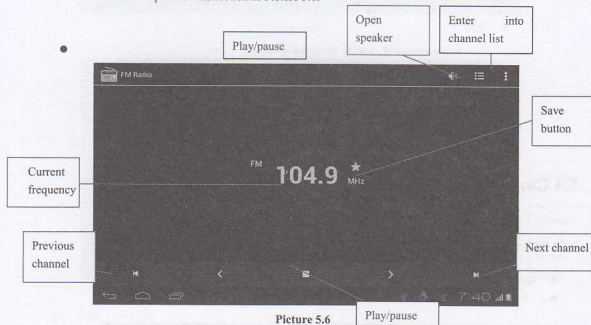 Open
speaker
Enter into
channel list
Play/pause
FM Radio
Save
button
FM
104.9
MHz
Current
frequency
Previous
channel
Next channel
7:40
Play/pause
Picture 5.6